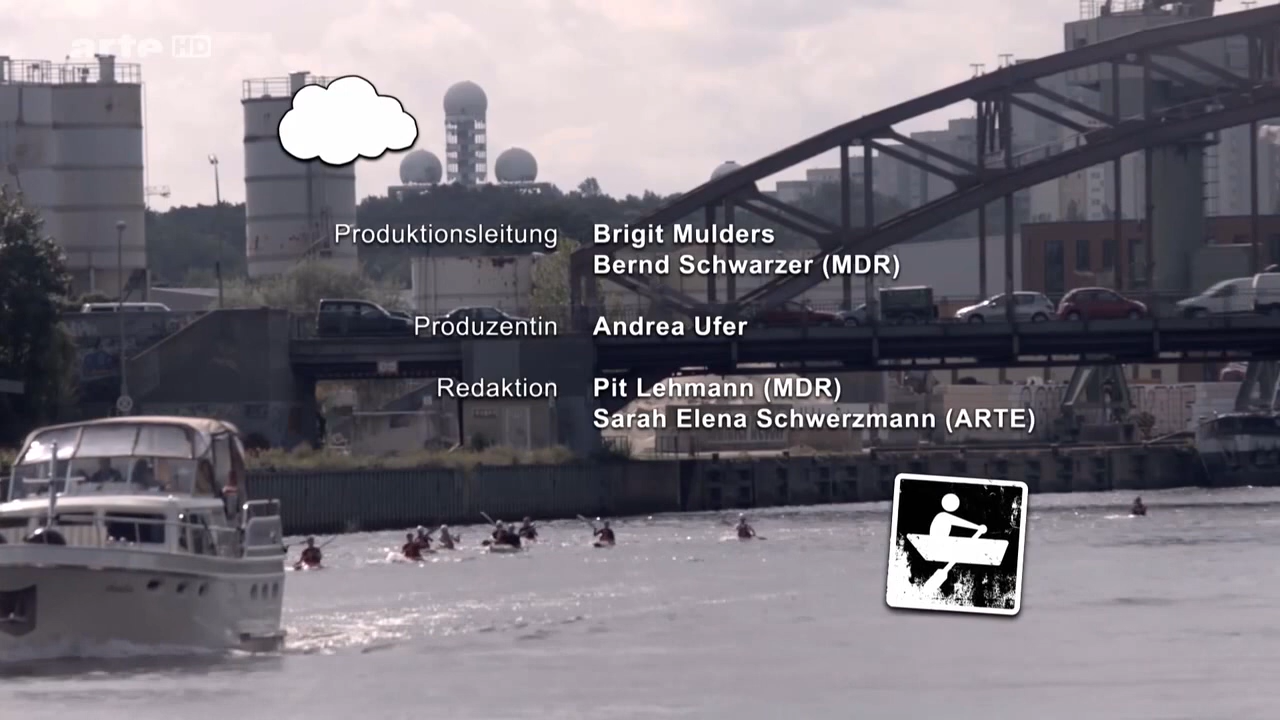 arte HD
Produktionsleitung Brigit Mulders
Bernd Schwarzer (MDR)
Produzentin Andrea Ufer
Redaktion Pit Lehmann (MDR)
Sarah Elena Schwerzmann (ARTE)